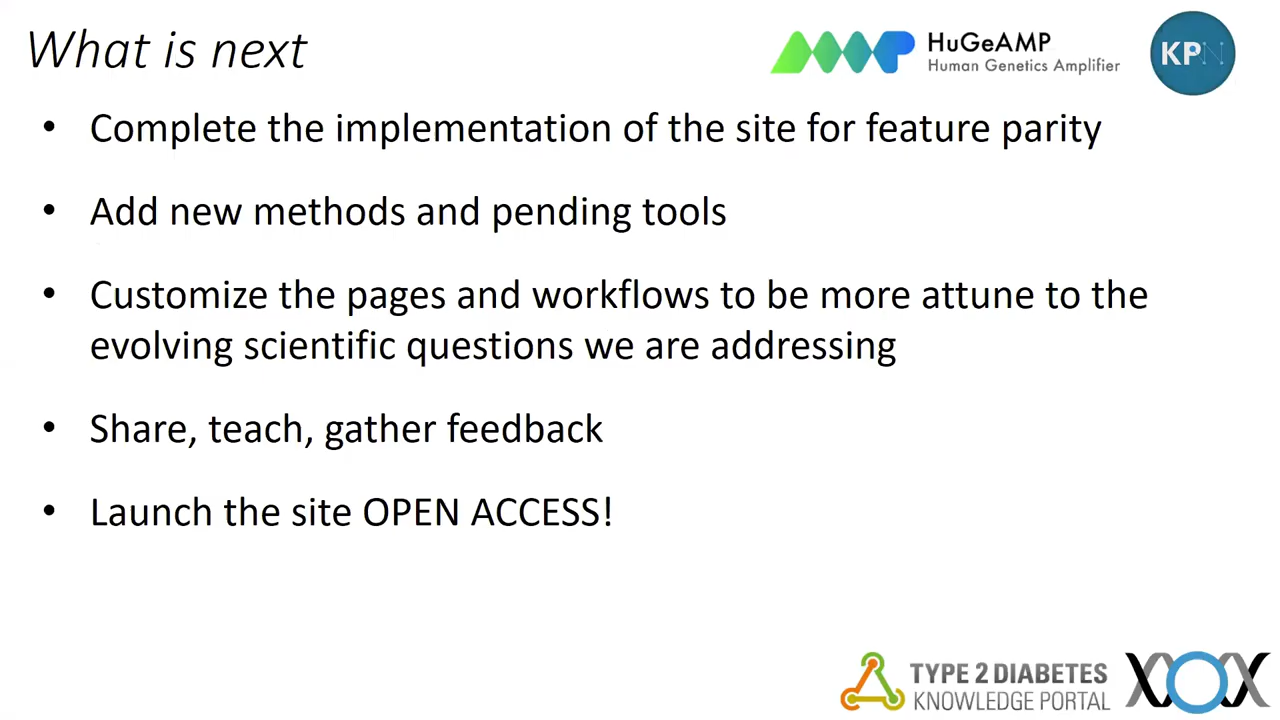 What is next
HuGeAMP
Human Genetics Amplifier
KPN
• Complete the implementation of the site for feature parity
• Add new methods and pending tools
• Customize the pages and workflows to be more attune to the
evolving scientific questions we are addressing
• Share, teach, gather feedback
• Launch the site OPEN ACCESS!
TYPE 2 DIABETES
KNOWLEDGE PORTAL